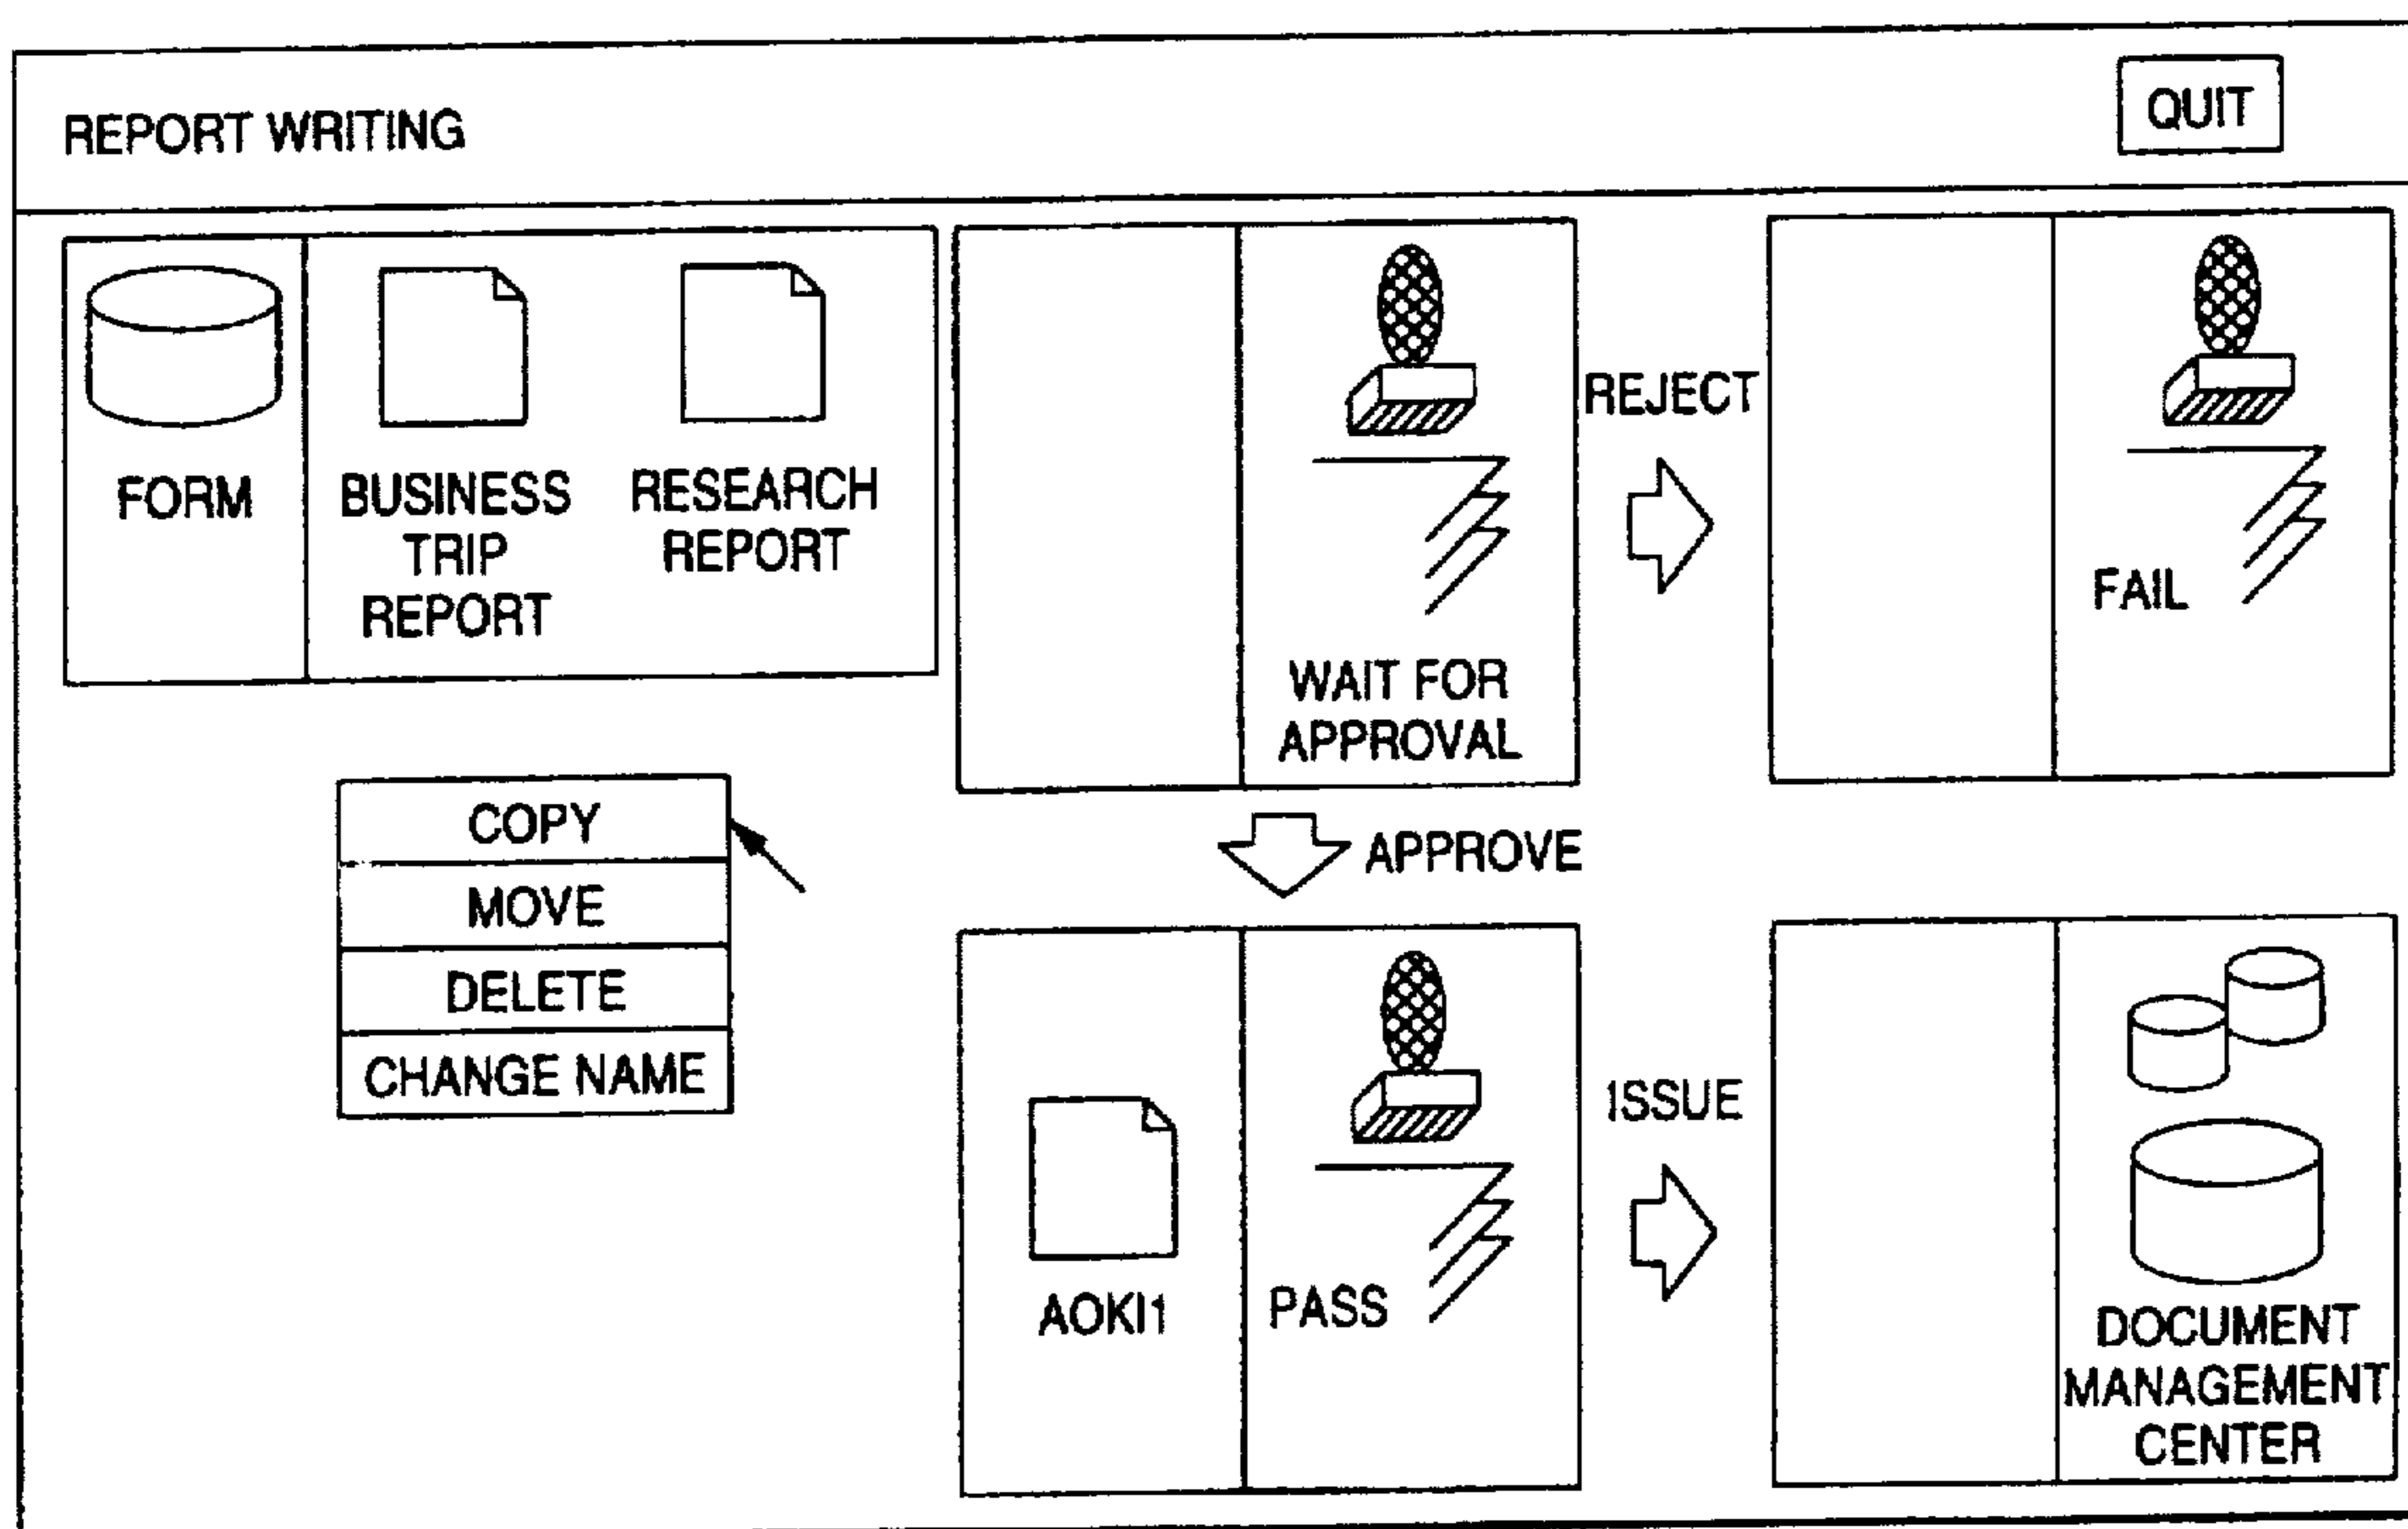 REPORT WRITING
QUIT
FORM
BUSINESS
TRIP
REPORT
RESEARCH
REPORT
WAIT FOR
APPROVAL
REJECT
FAIL
COPY
MOVE
DELETE
CHANGE NAME
APPROVE
AOKI1
PASS
ISSUE
DOCUMENT
MANAGEMENT
CENTER